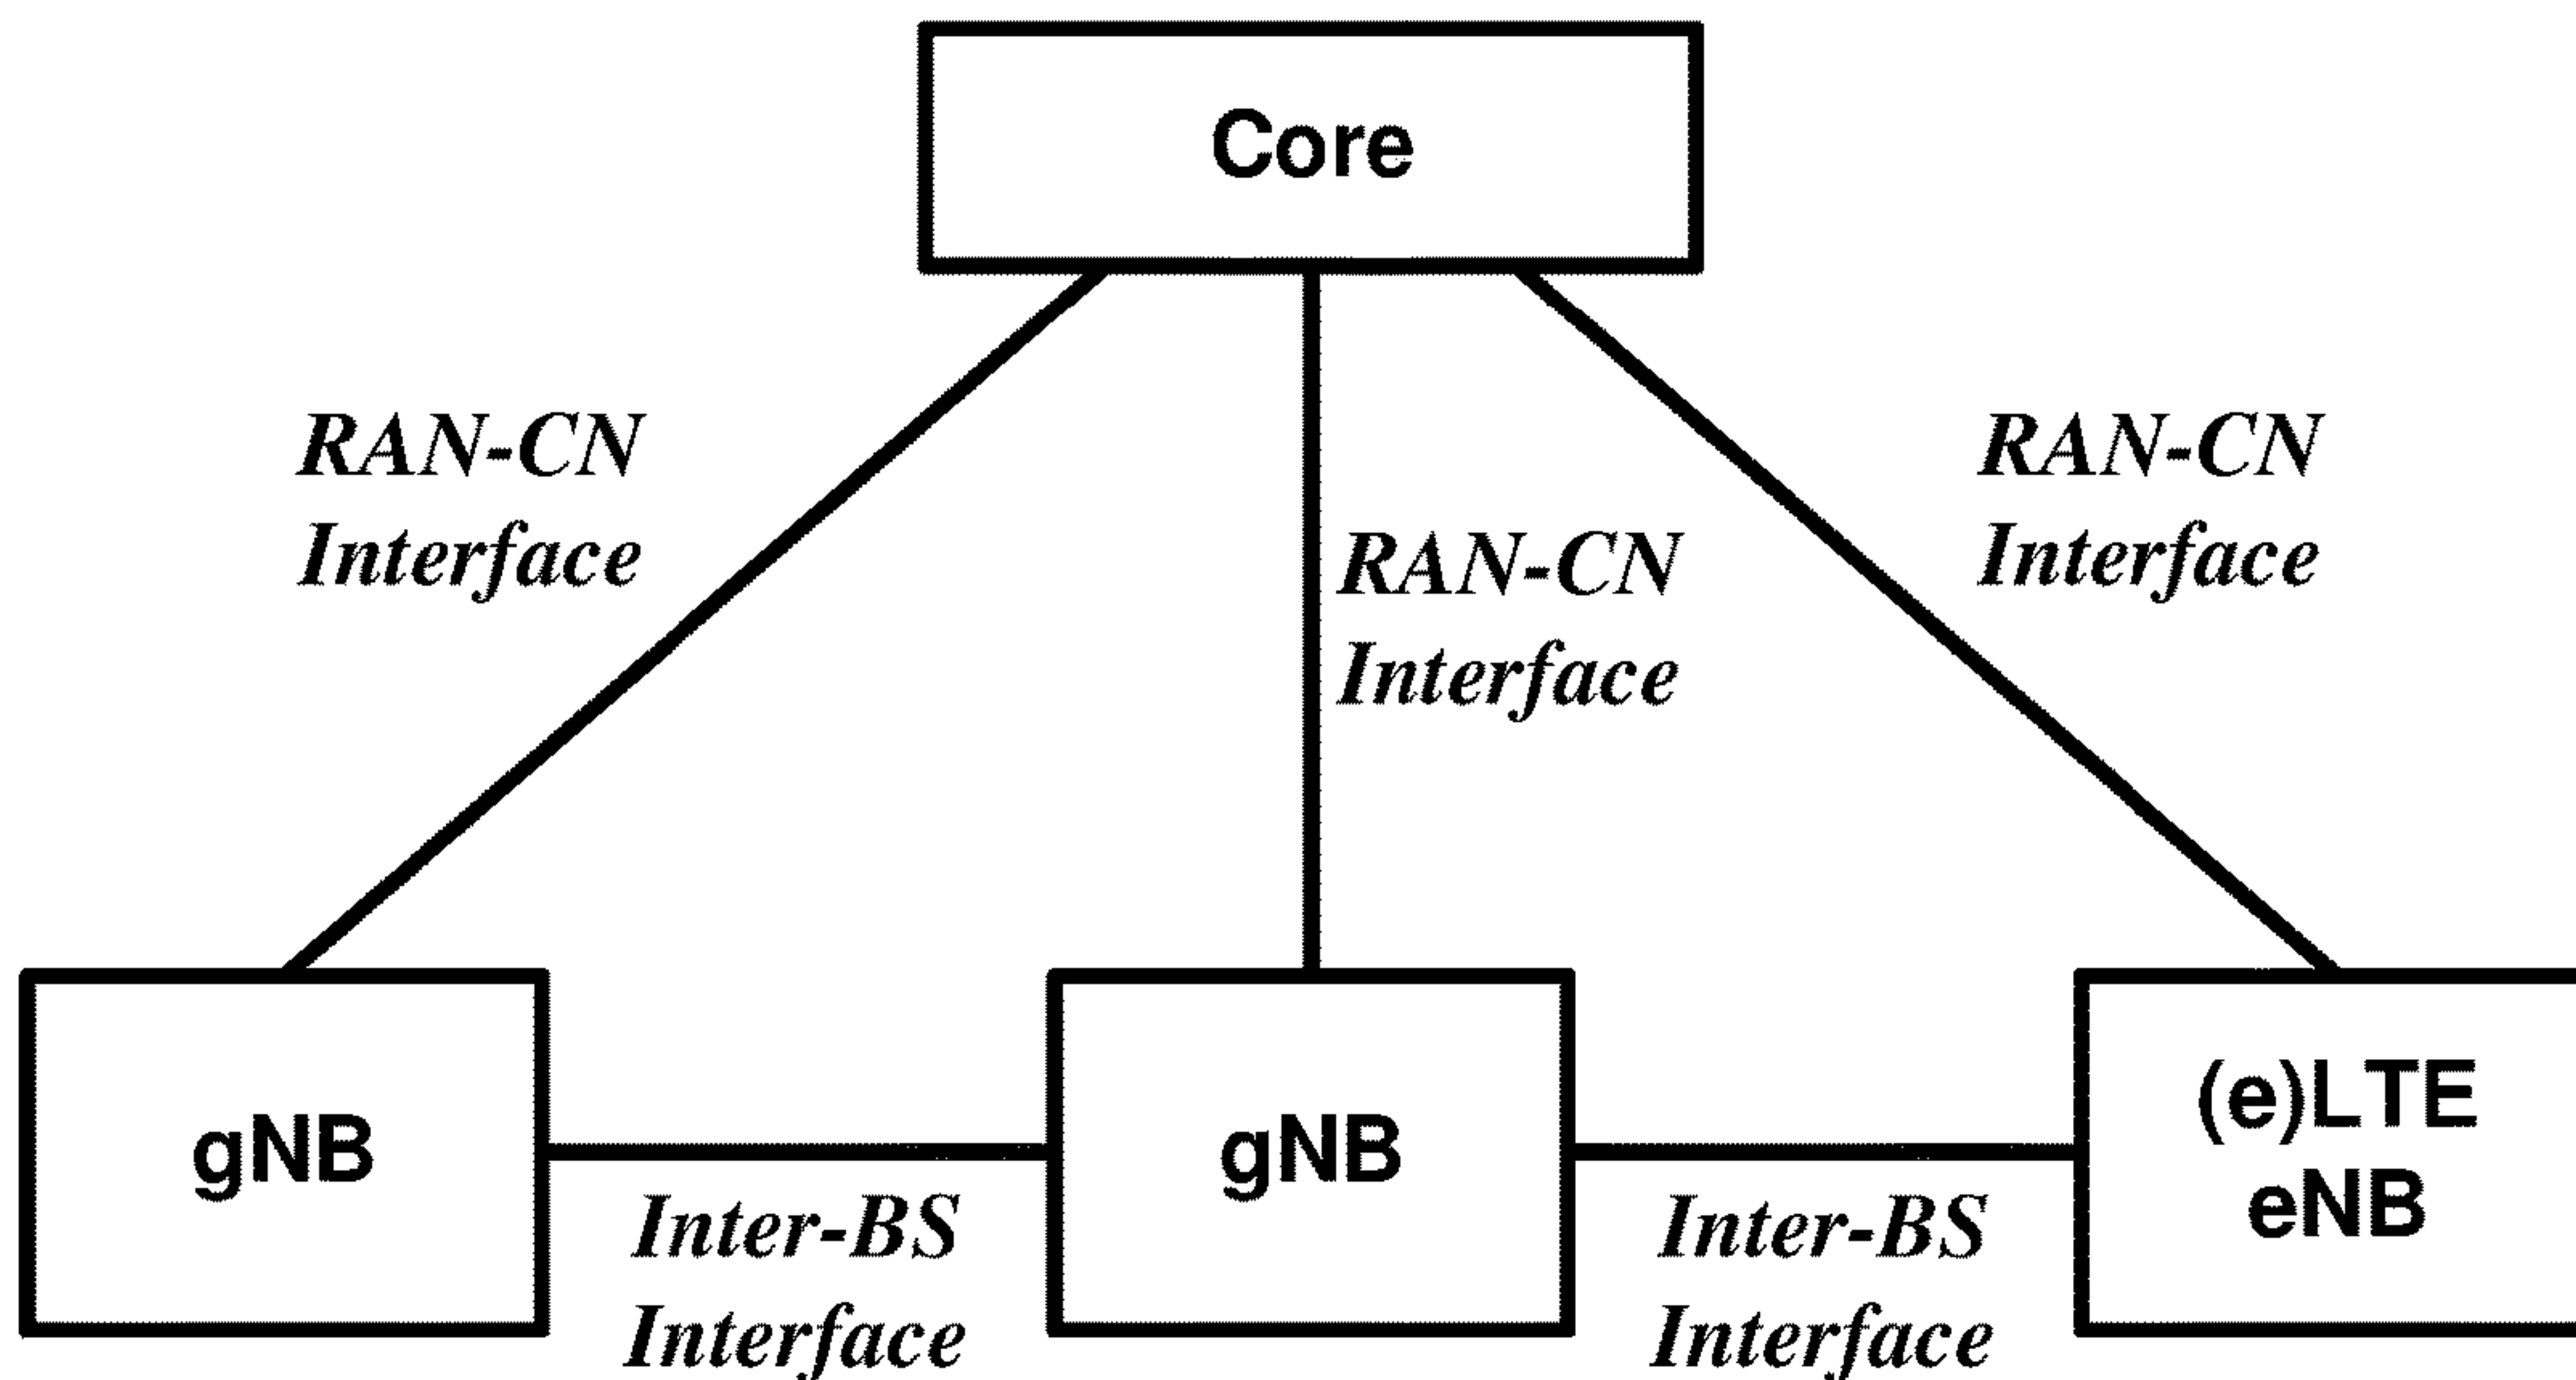 Core
RAN-CN
Interface
RAN-CN
Interface
RAN-CN
Interface
gNB
gNB
(e)LTE
eNB
Inter-BS
Interface
Inter-BS
Interface